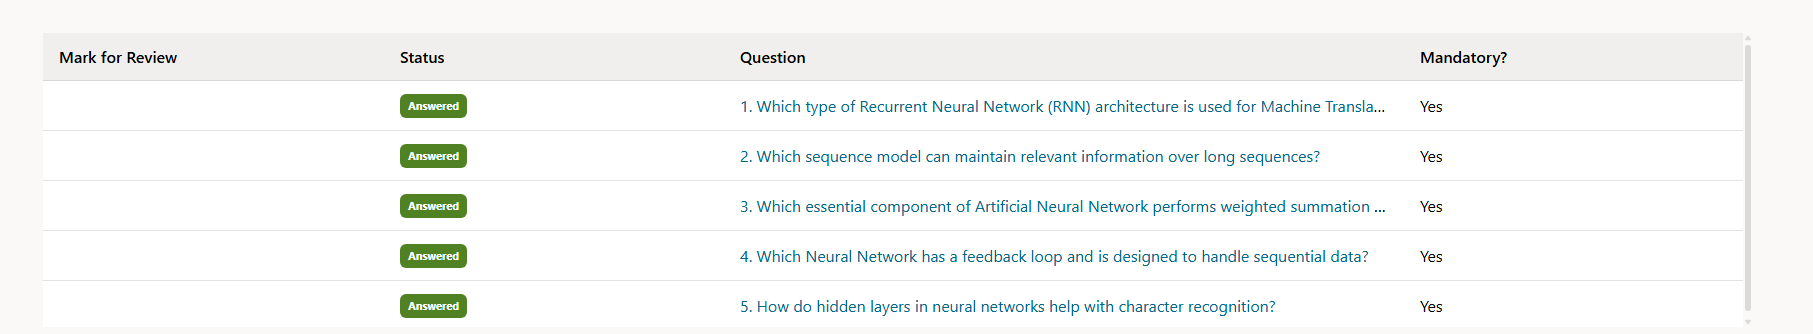 Mark for Review Status Question Mandatory?
Answered 1. Which type of Recurrent Neural Network (RNN) architecture is used for Machine Transla... Yes
Answered 2. Which sequence model can maintain relevant information over long sequences? Yes
Answered 3. Which essential component of Artificial Neural Network performs weighted summation ... Yes
Answered 4. Which Neural Network has a feedback loop and is designed to handle sequential data? Yes
Answered 5. How do hidden layers in neural networks help with character recognition? Yes